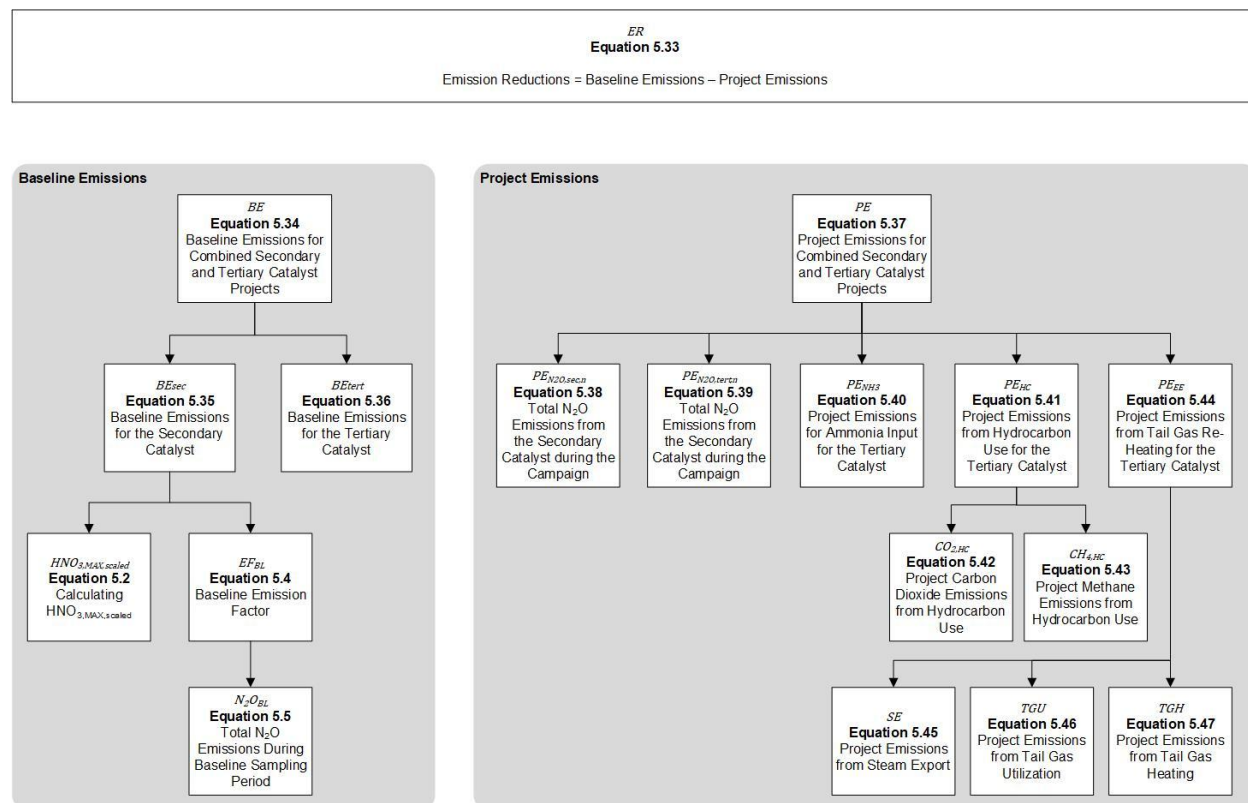 ER
Equation 5.33
Emission Reductions = Baseline Emissions – Project Emissions
Baseline Emissions
BE
Equation 5.34
Baseline Emissions for
Combined Secondary
and Tertiary Catalyst
Projects
BEsec
Equation 5.35
Baseline Emissions
for the Secondary
Catalyst
BEtert
Equation 5.36
Baseline Emissions
for the Tertiary
Catalyst
HNO3,MAX,scaled
Equation 5.2
Calculating
HNO3,MAX,scaled
EFBL
Equation 5.4
Baseline Emission
Factor
N2OBL
Equation 5.5
Total N2O
Emissions During
Baseline Sampling
Period
Project Emissions
PE
Equation 5.37
Project Emissions for
Combined Secondary
and Tertiary Catalyst
Projects
PEN2O,sec,n
Equation 5.38
Total N2O
Emissions from
the Secondary
Catalyst during the
Campaign
PEN2O,tert,n
Equation 5.39
Total N2O
Emissions from
the Secondary
Catalyst during the
Campaign
PENH3
Equation 5.40
Project Emissions
for Ammonia Input
for the Tertiary
Catalyst
PEHC
Equation 5.41
Project Emissions
from Hydrocarbon
Use for the
Tertiary Catalyst
PEEE
Equation 5.44
Project Emissions
from Tail Gas Re-
Heating for the
Tertiary Catalyst
CO2,HC
Equation 5.42
Project Carbon
Dioxide Emissions
from Hydrocarbon
Use
CH4,HC
Equation 5.43
Project Methane
Emissions from
Hydrocarbon Use
SE
Equation 5.45
Project Emissions
from Steam Export
TGU
Equation 5.46
Project Emissions
from Tail Gas
Utilization
TGH
Equation 5.47
Project Emissions
from Tail Gas
Heating